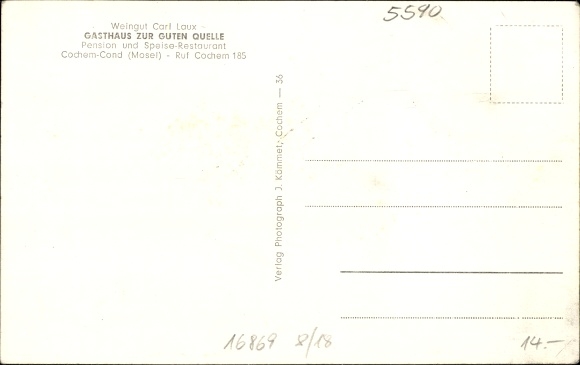 Weingut Carl Laux
GASTHAUS ZUR GUTEN QUELLE
Pension und Speise-Restaurant
Cochem-Cond (Mosel) - Ruf Cochem 185
5590
Verlag Photograph J. Kömmet, Cochem — 36
16869 8/18
14.-